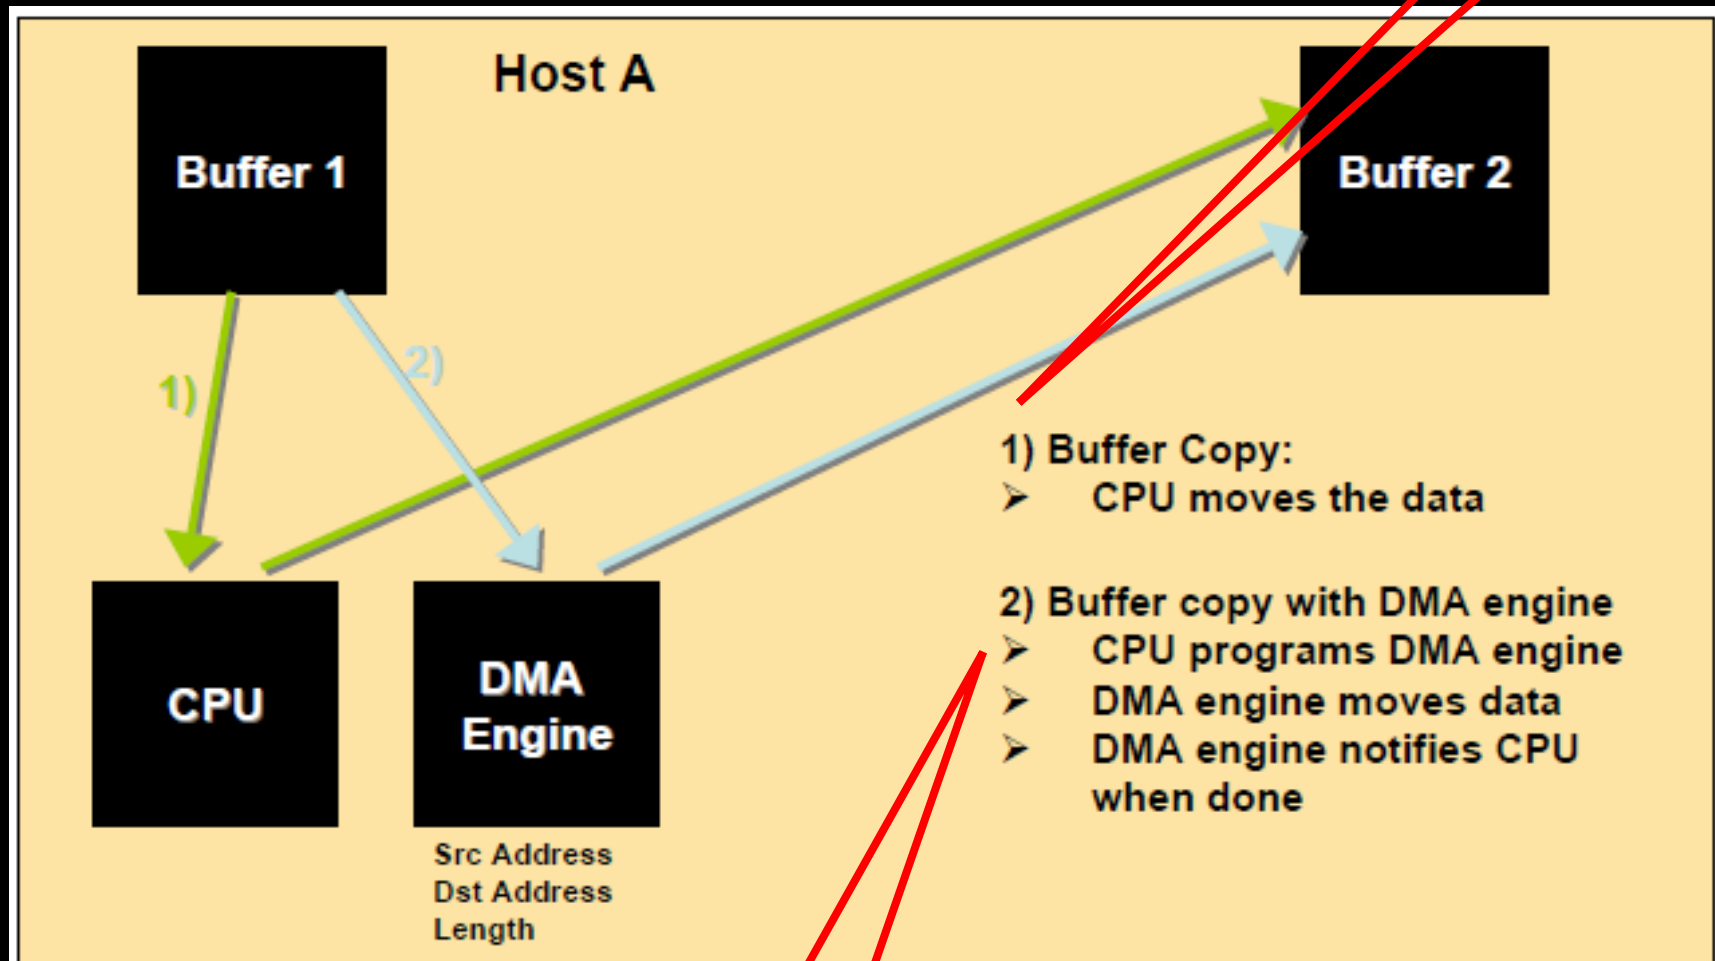 Host A
Buffer 1
Buffer 2
1)
2)
CPU
DMA
Engine
Src Address
Dst Address
Length
1) Buffer Copy:
➢ CPU moves the data
2) Buffer copy with DMA engine
➢ CPU programs DMA engine
➢ DMA engine moves data
➢ DMA engine notifies CPU
when done